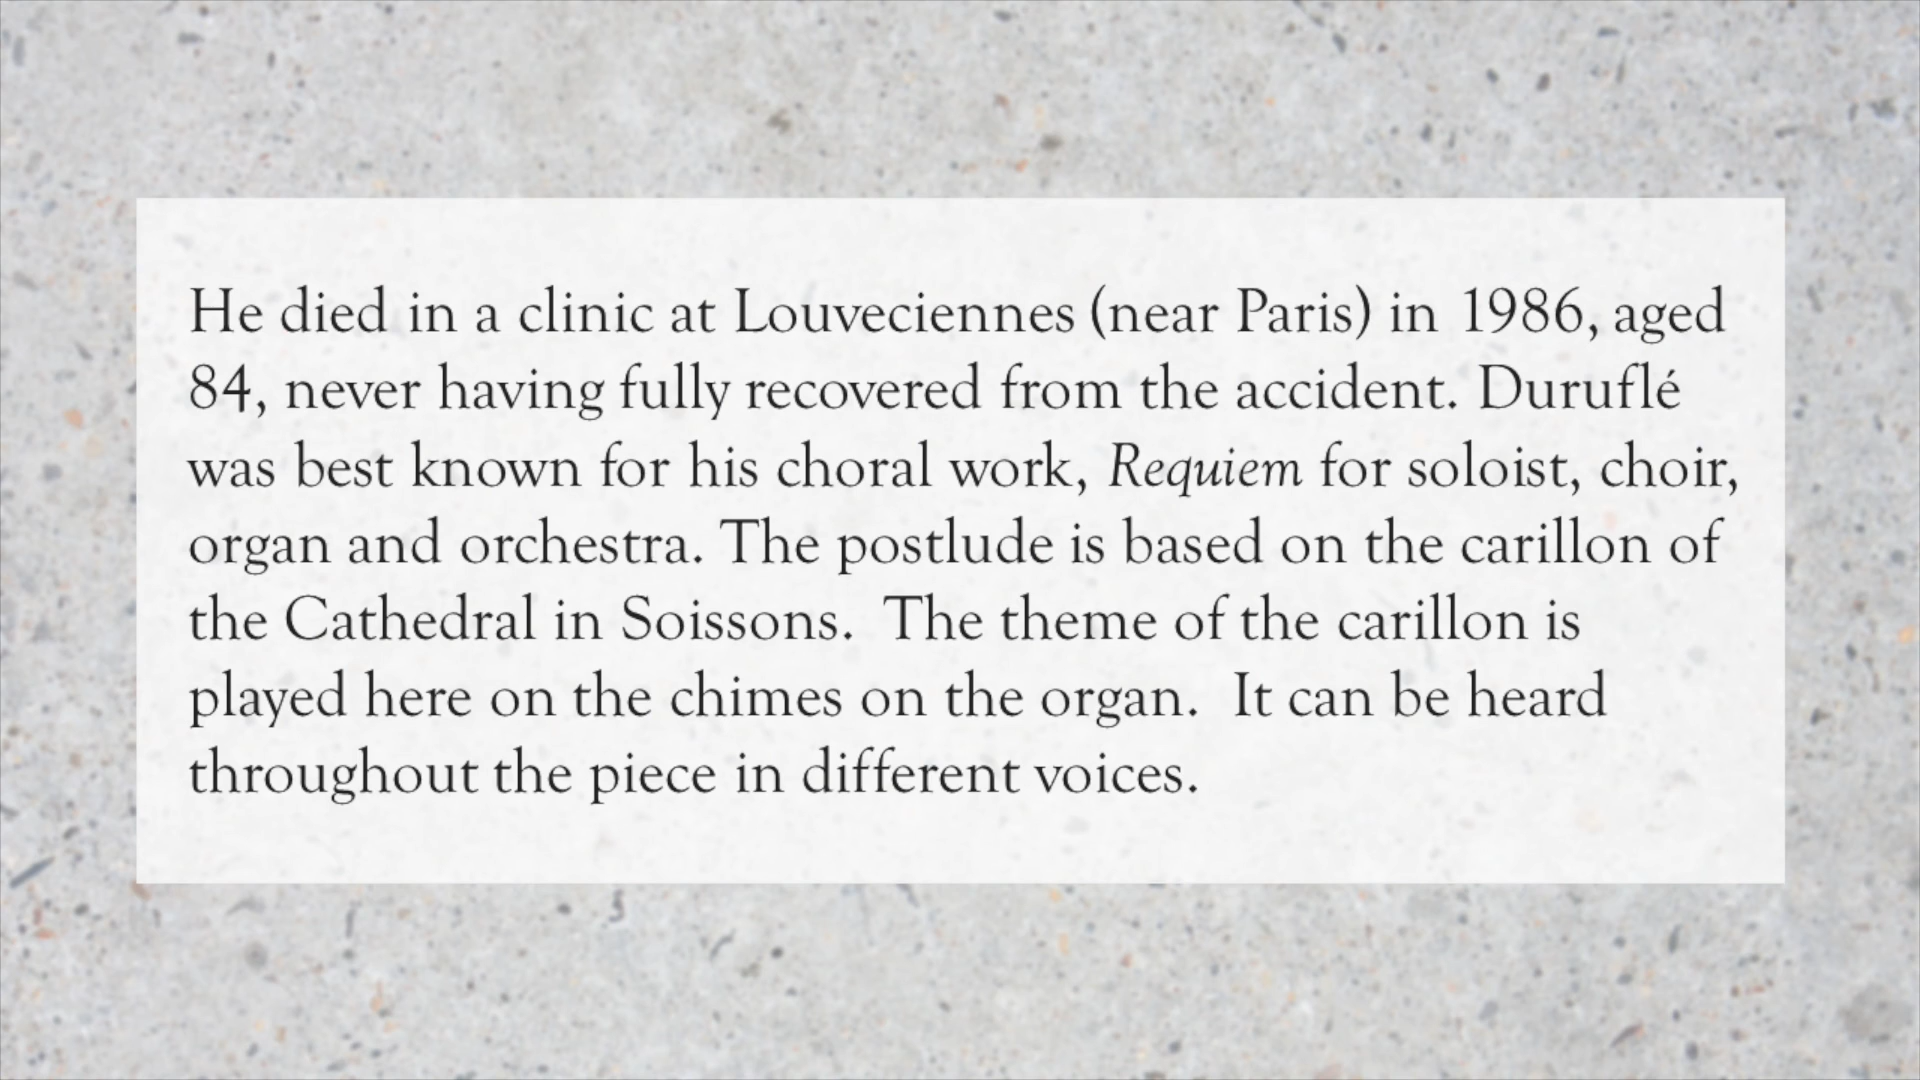 He died in a clinic at Louveciennes (near Paris) in 1986, aged
84, never having fully recovered from the accident. Duruflé
was best known for his choral work, Requiem for soloist, choir,
organ and orchestra. The postlude is based on the carillon of
the Cathedral in Soissons.  The theme of the carillon is
played here on the chimes on the organ.  It can be heard
throughout the piece in different voices.